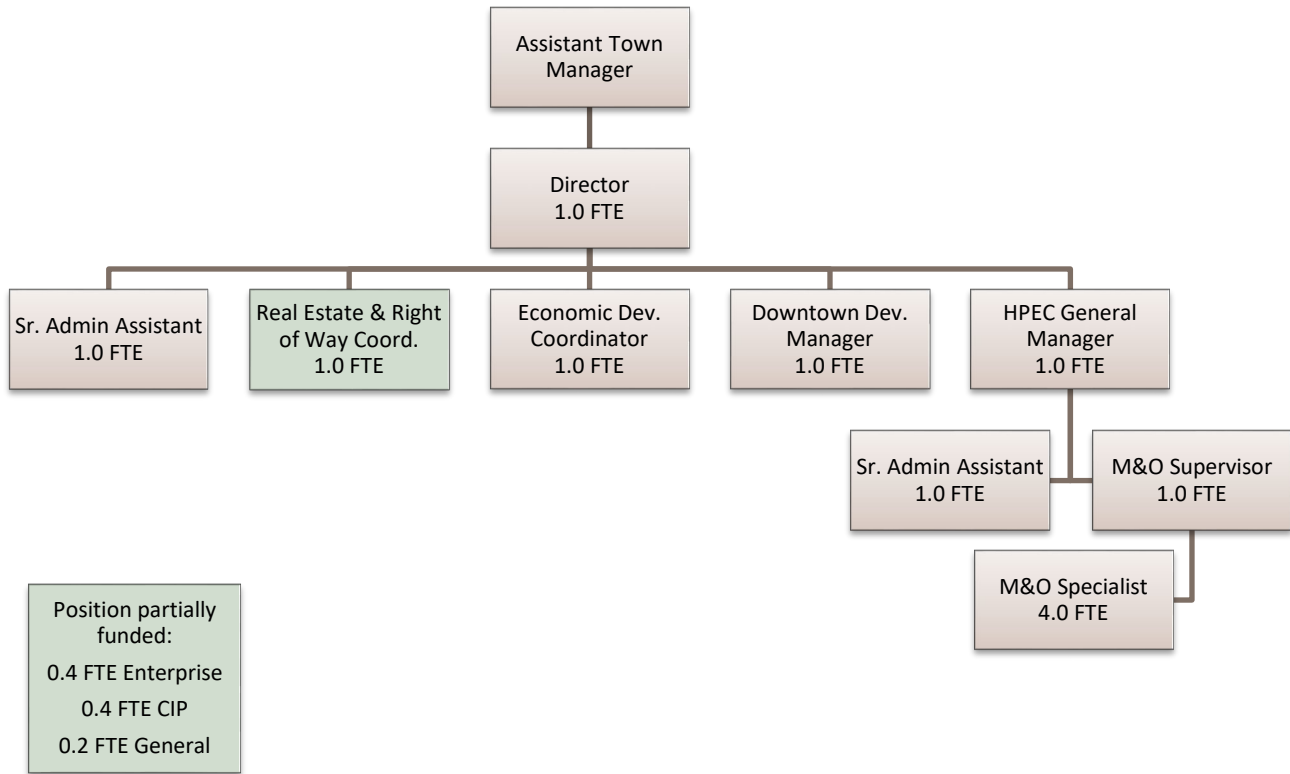 Assistant Town
Manager
Director
1.0 FTE
Sr. Admin Assistant
1.0 FTE
Real Estate & Right
of Way Coord.
1.0 FTE
Economic Dev.
Coordinator
1.0 FTE
Downtown Dev.
Manager
1.0 FTE
HPEC General
Manager
1.0 FTE
Sr. Admin Assistant
1.0 FTE
M&O Supervisor
1.0 FTE
M&O Specialist
4.0 FTE
Position partially
funded:
0.4 FTE Enterprise
0.4 FTE CIP
0.2 FTE General